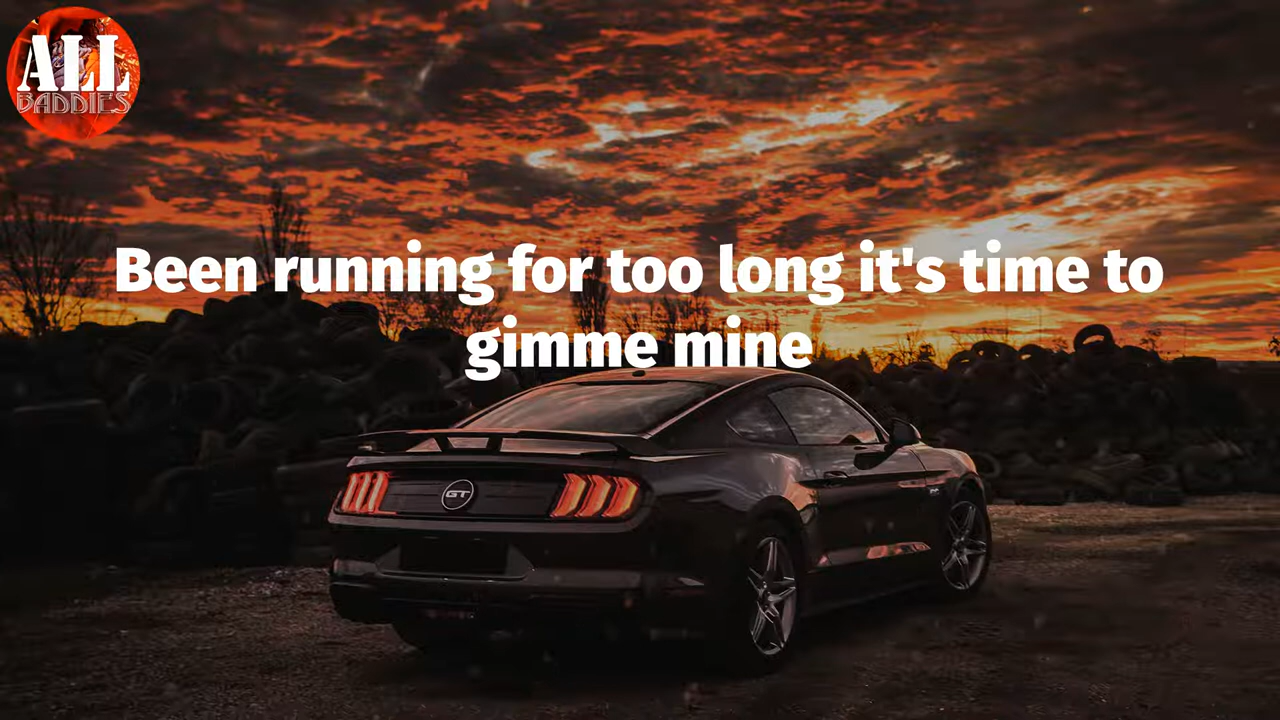 ALL
BADDIES
Been running for too long it's time to
gimme mine
GT